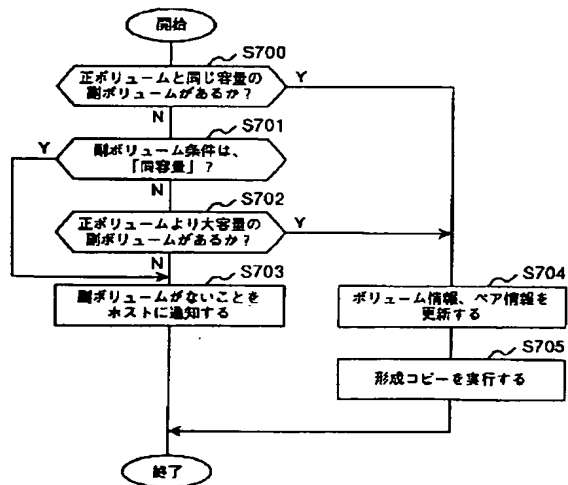 開始
S700
正ボリュームと同じ容量の
副ボリュームがあるか？
Y
N
S701
Y
副ボリューム条件は、
「同容量」？
N
S702
正ボリュームより大容量の
副ボリュームがあるか？
Y
N
S703
副ボリュームがないことを
ホストに通知する
S704
ボリューム情報、ペア情報を
更新する
S705
形成コピーを実行する
終了